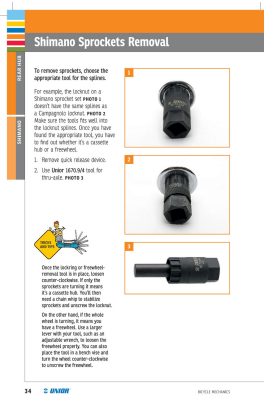 Shimano Sprockets Removal
REAR HUB
SHIMANO
To remove sprockets, choose the
appropriate tool for the splines.
For example, the locknut on a
Shimano sprocket set PHOTO 1
doesn't have the same splines as
a Campagnolo locknut. PHOTO 2
Make sure the tools fits well into
the locknut splines. Once you have
found the appropriate tool, you have
to find out whether it's a cassette
hub or a freewheel.
1. Remove quick release device.
2. Use Unior 1670.9/4 tool for
thru-axle. PHOTO 3
1
2
3
TRICKS
AND TIPS
Once the lockring or freewheel-
removal tool is in place, loosen
counter-clockwise. If only the
sprockets are turning it means
it's a cassette hub. You'll then
need a chain whip to stabilize
sprockets and unscrew the locknut.
On the other hand, if the whole
wheel is turning, it means you
have a freewheel. Use a larger
lever with your tool, such as an
adjustable wrench, to loosen the
freewheel properly. You can also
place the tool in a bench vise and
turn the wheel counter-clockwise
to unscrew the freewheel.
34
UNIOR
BICYCLE MECHANICS